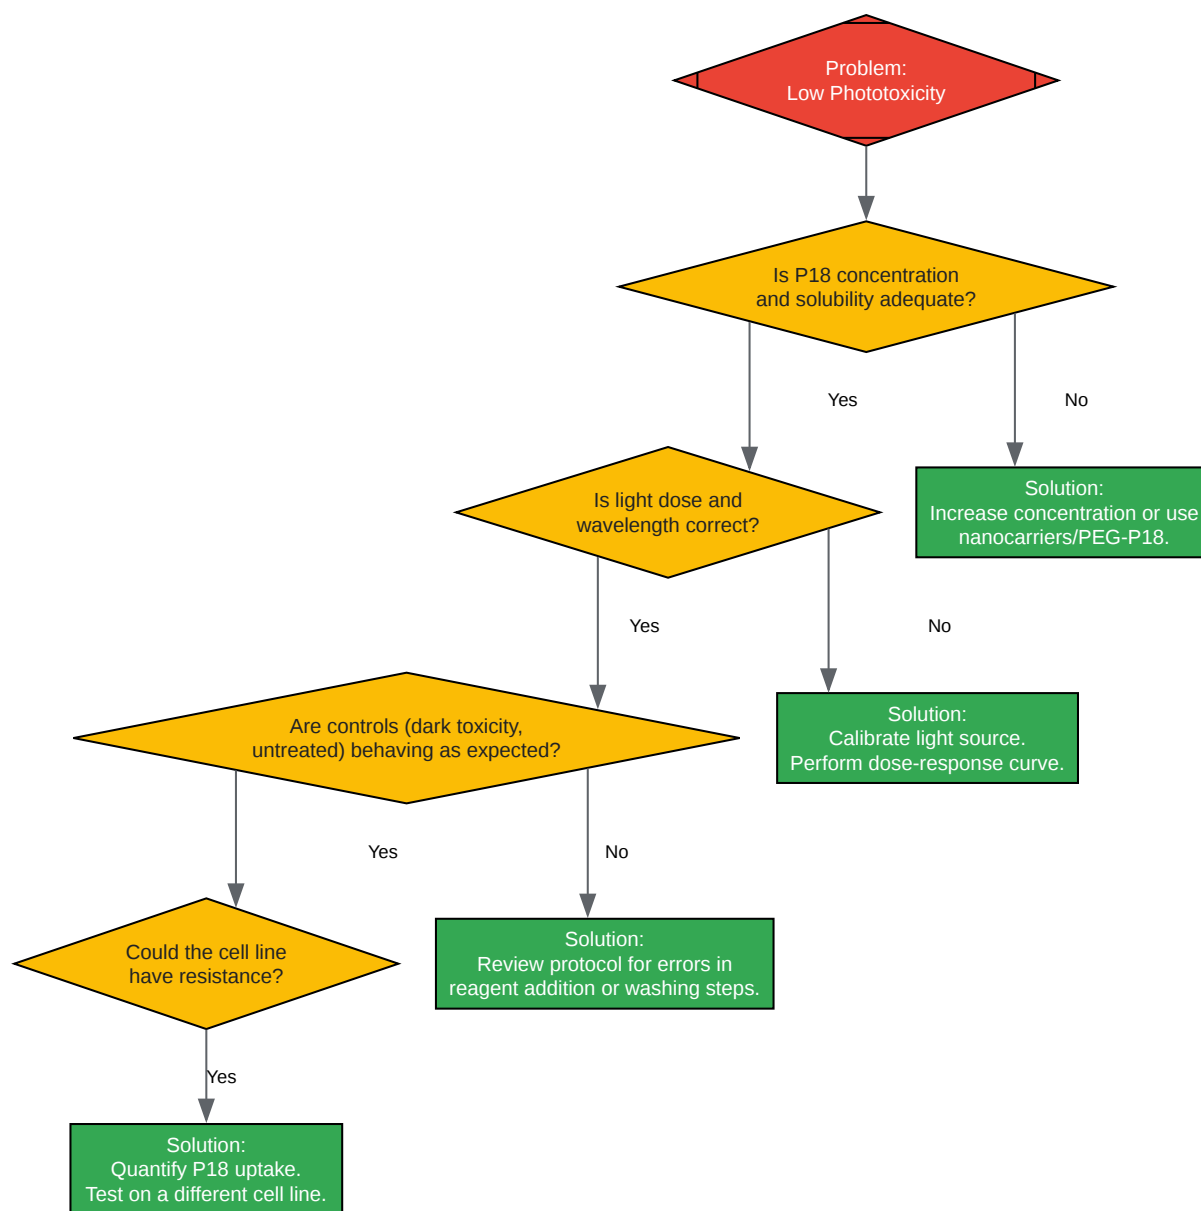 Problem:
Low Phototoxicity
Is P18 concentration
and solubility adequate?
Yes
No
Is light dose and
wavelength correct?
Solution:
Increase concentration or use
nanocarriers/PEG-P18.
Yes
No
Are controls (dark toxicity,
untreated) behaving as expected?
Solution:
Calibrate light source.
Perform dose-response curve.
Yes
No
Could the cell line
have resistance?
Solution:
Review protocol for errors in
reagent addition or washing steps.
Yes
Solution:
Quantify P18 uptake.
Test on a different cell line.